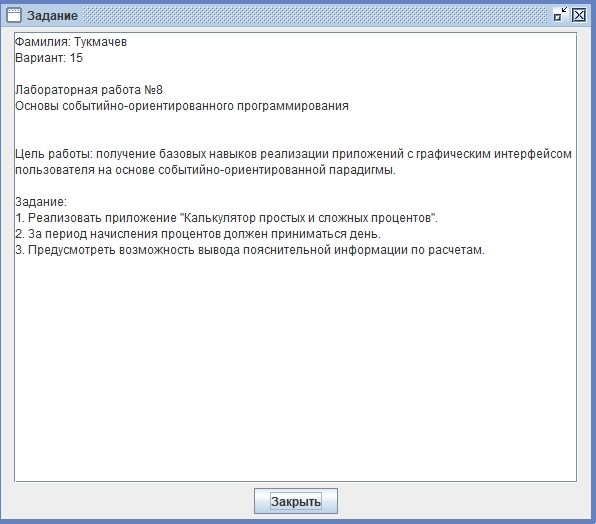 Задание
Фамилия: Тукмачев
Вариант: 15
Лабораторная работа №8
Основы событийно-ориентированного программирования
Цель работы: получение базовых навыков реализации приложений с графическим интерфейсом
пользователя на основе событийно-ориентированной парадигмы.
Задание:
1. Реализовать приложение "Калькулятор простых и сложных процентов".
2. За период начисления процентов должен приниматься день.
3. Предусмотреть возможность вывода пояснительной информации по расчетам.
Закрыть